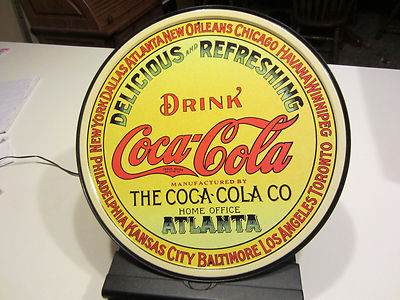 PHILADELPHIA NEW YORK DALLAS ATLANTA NEW ORLEANS CHICAGO HAVANA WINNIPEG TORONTO LOS ANGELES BALTIMORE KANSAS CITY
DELICIOUS AND REFRESHING
DRINK
Coca-Cola
MANUFACTURED BY
THE COCA-COLA CO
HOME OFFICE
ATLANTA